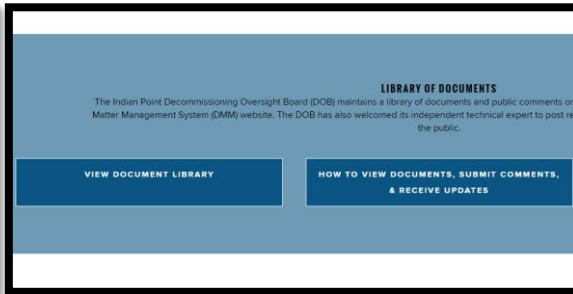 LIBRARY OF DOCUMENTS
The Indian Point Decommissioning Oversight Board (DOB) maintains a library of documents and public comments on
Matter Management System (DMM) website. The DOB has also welcomed its independent technical expert to post
the public.
VIEW DOCUMENT LIBRARY
HOW TO VIEW DOCUMENTS, SUBMIT COMMENTS,
& RECEIVE UPDATES